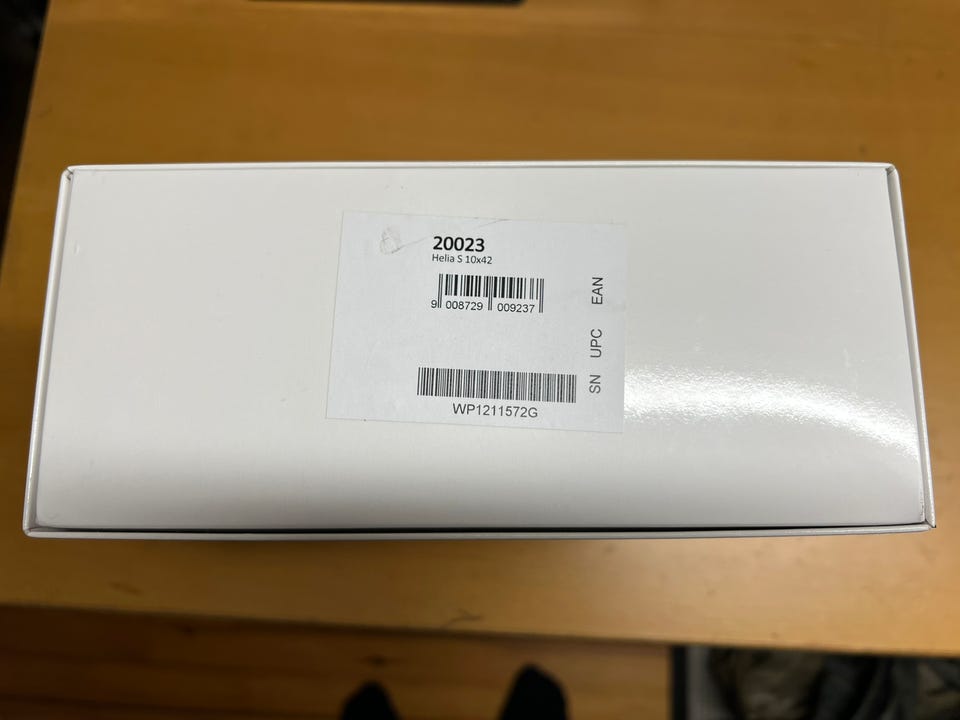 20023
Helia S 10x42
9 008729 009237
EAN
UPC
SN
WP1211572G